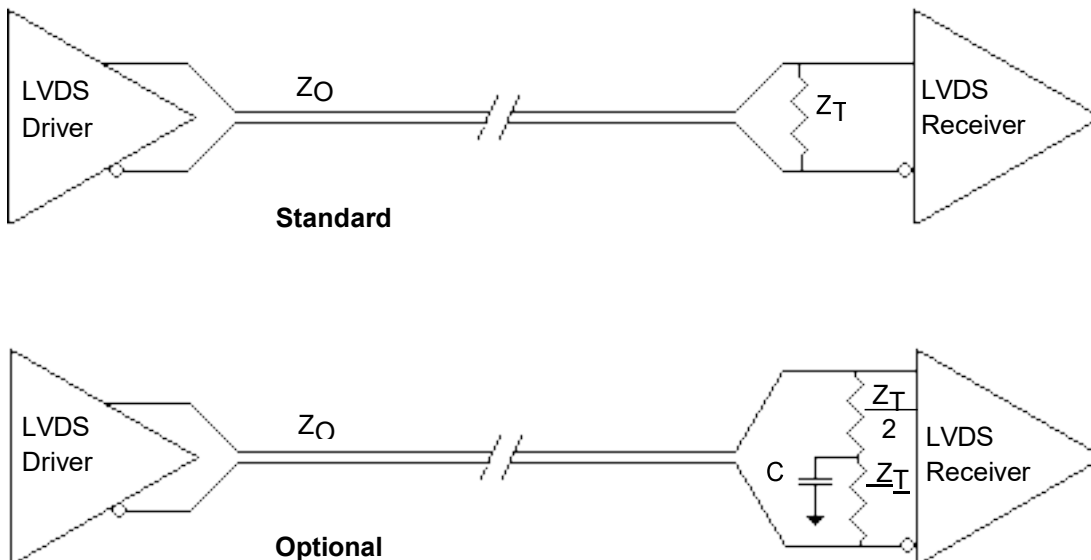 LVDS
Driver
ZO
ZT
LVDS
Receiver
Standard
LVDS
Driver
ZO
C
ZT
2
ZT
LVDS
Receiver
Optional